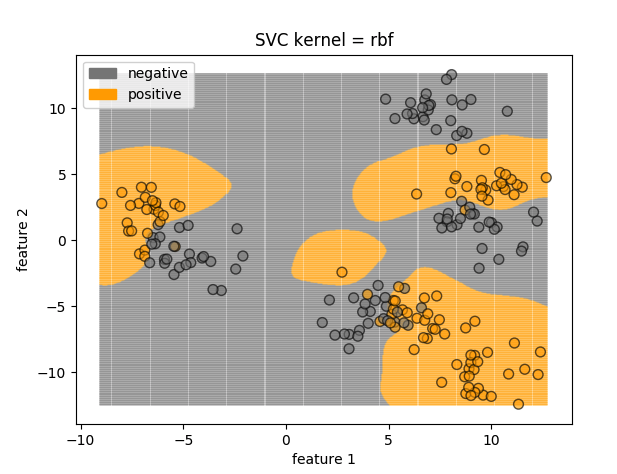 SVC kernel = rbf
negative
positive
10
5
0
−5
−10
feature 2
−10
−5
0
5
10
feature 1